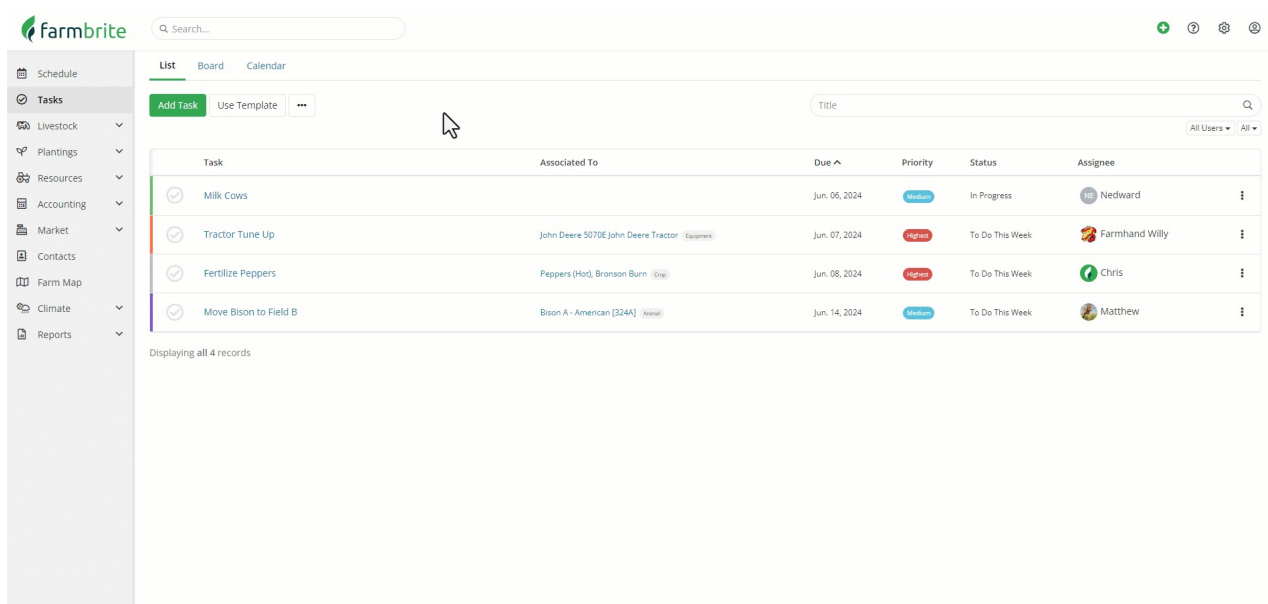 farmbrite
Search...
Schedule
Tasks
Livestock
Plantings
Resources
Accounting
Market
Contacts
Farm Map
Climate
Reports
List Board Calendar
Add Task Use Template ••• Title
All Users All
Task Associated To Due Priority Status Assignee
Milk Cows Jun. 06, 2024 Medium In Progress NE Nedward
Tractor Tune Up John Deere 5070E John Deere Tractor Equipment Jun. 07, 2024 Highest To Do This Week Farmhand Willy
Fertilize Peppers Peppers (Hot), Bronson Burn Crop Jun. 08, 2024 Highest To Do This Week Chris
Move Bison to Field B Bison A - American [324A] Animal Jun. 14, 2024 Medium To Do This Week Matthew
Displaying all 4 records